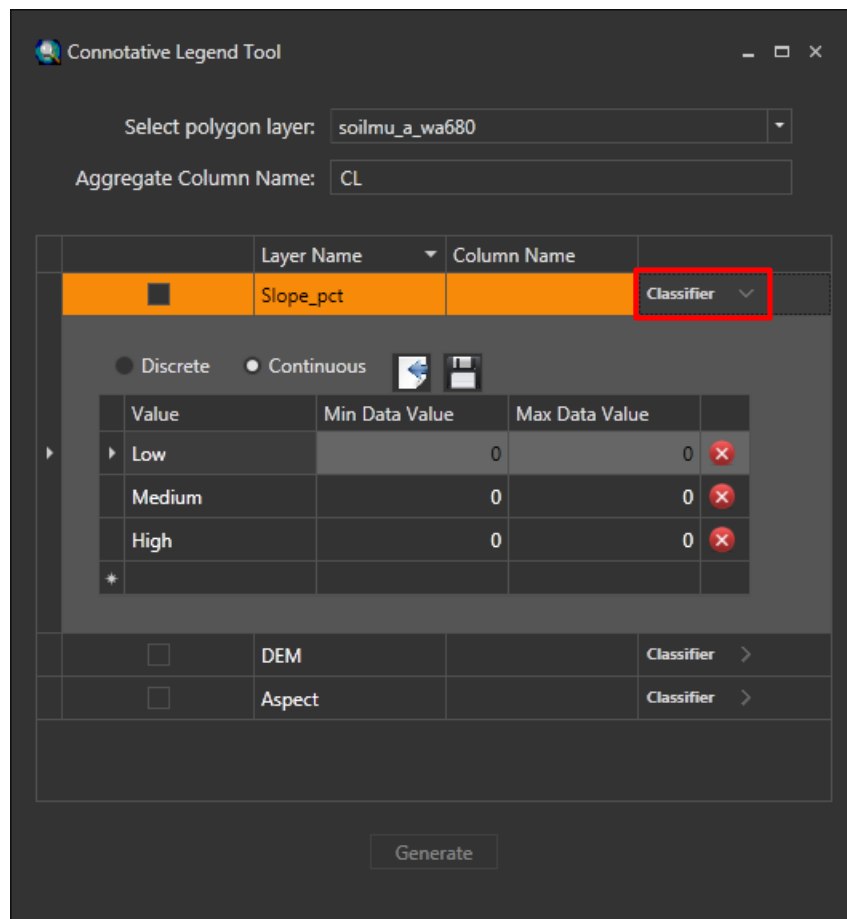 Connotative Legend Tool
Select polygon layer: soilmu_a_wa680
Aggregate Column Name: CL
Layer Name Column Name
Slope_pct Classifier
Discrete Continuous
Value Min Data Value Max Data Value
Low 0 0
Medium 0 0
High 0 0
DEM Classifier
Aspect Classifier
Generate